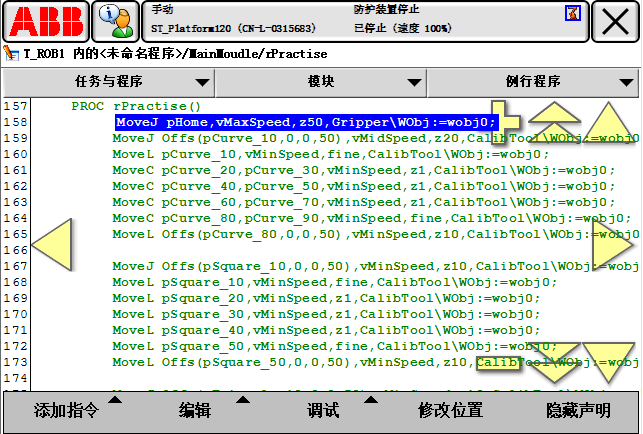 ABB
手动
防护装置停止
ST_Platform120 (CN-L-0315683)
已停止 (速度 100%)
T_ROB1 内的<未命名程序>/MainMoudle/rPractise
任务与程序
模块
例行程序
157 PROC rPractise()
158 MoveJ pHome,vMaxSpeed,z50,Gripper\WObj:=wobj0;
159 MoveJ Offs(pCurve_10,0,0,50),vMidSpeed,z20,CalibTool\WObj:=wobj0
160 MoveL pCurve_10,vMinSpeed,fine,CalibTool\WObj:=wobj0;
161 MoveC pCurve_20,pCurve_30,vMinSpeed,z1,CalibTool\WObj:=wobj0;
162 MoveC pCurve_40,pCurve_50,vMinSpeed,z1,CalibTool\WObj:=wobj0;
163 MoveC pCurve_60,pCurve_70,vMinSpeed,z1,CalibTool\WObj:=wobj0;
164 MoveC pCurve_80,pCurve_90,vMinSpeed,fine,CalibTool\WObj:=wobj0;
165 MoveL Offs(pCurve_80,0,0,50),vMinSpeed,z10,CalibTool\WObj:=wobj0
166
167 MoveJ Offs(pSquare_10,0,0,50),vMinSpeed,z10,CalibTool\WObj:=wobj
168 MoveL pSquare_10,vMinSpeed,fine,CalibTool\WObj:=wobj0;
169 MoveL pSquare_20,vMinSpeed,z1,CalibTool\WObj:=wobj0;
170 MoveL pSquare_30,vMinSpeed,z1,CalibTool\WObj:=wobj0;
171 MoveL pSquare_40,vMinSpeed,z1,CalibTool\WObj:=wobj0;
172 MoveL pSquare_50,vMinSpeed,fine,CalibTool\WObj:=wobj0;
173 MoveL Offs(pSquare_50,0,0,50),vMinSpeed,z10,CalibTool\WObj:=wobj
174
添加指令
编辑
调试
修改位置
隐藏声明